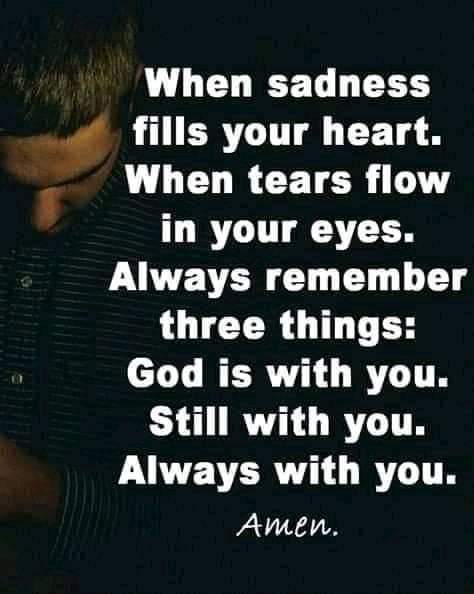 When sadness
fills your heart.
When tears flow
in your eyes.
Always remember
three things:
God is with you.
Still with you.
Always with you.
Amen.